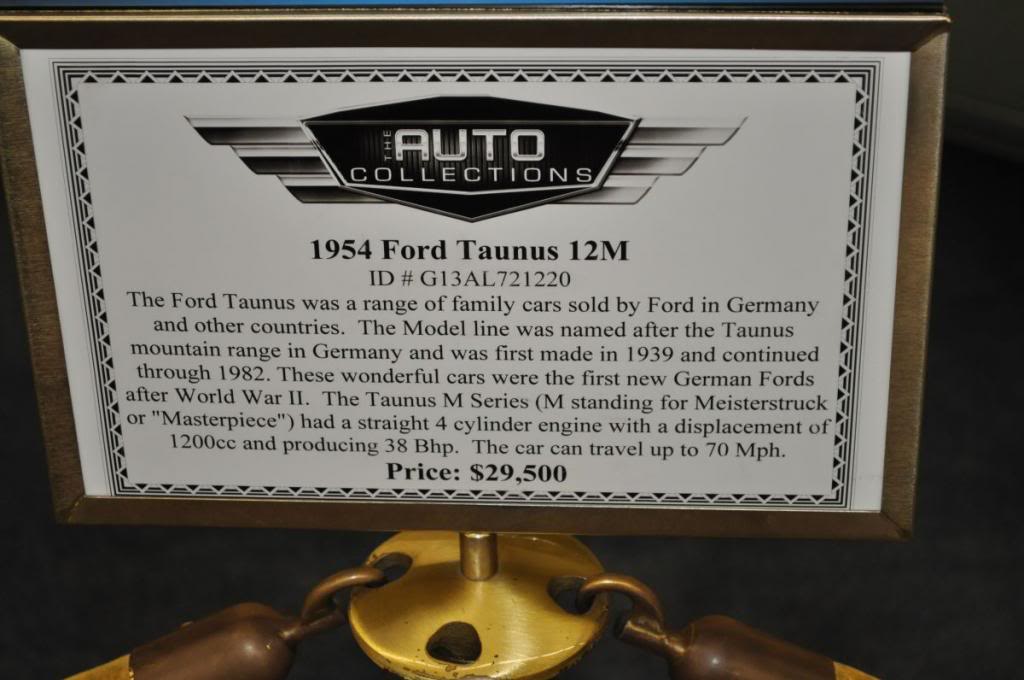 THE AUTO
COLLECTIONS
1954 Ford Taunus 12M
ID # G13AL721220
The Ford Taunus was a range of family cars sold by Ford in Germany
and other countries.  The Model line was named after the Taunus
mountain range in Germany and was first made in 1939 and continued
through 1982. These wonderful cars were the first new German Fords
after World War II.  The Taunus M Series (M standing for Meisterstruck
or "Masterpiece") had a straight 4 cylinder engine with a displacement of
1200cc and producing 38 Bhp.  The car can travel up to 70 Mph.
Price: $29,500